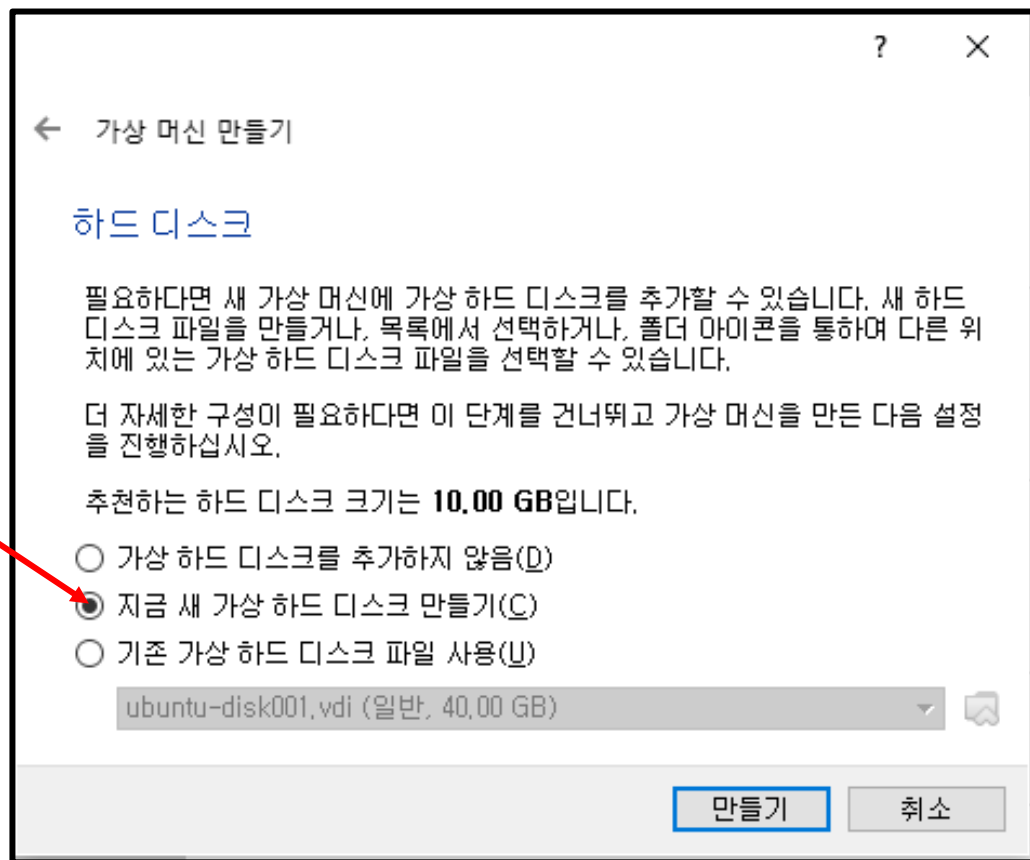 ?
가상 머신 만들기
하드 디스크
필요하다면 새 가상 머신에 가상 하드 디스크를 추가할 수 있습니다. 새 하드
디스크 파일을 만들거나, 목록에서 선택하거나, 폴더 아이콘을 통하여 다른 위
치에 있는 가상 하드 디스크 파일을 선택할 수 있습니다.
더 자세한 구성이 필요하다면 이 단계를 건너뛰고 가상 머신을 만든 다음 설정
을 진행하십시오.
추천하는 하드 디스크 크기는 10.00 GB입니다.
가상 하드 디스크를 추가하지 않음(D)
지금 새 가상 하드 디스크 만들기(C)
기존 가상 하드 디스크 파일 사용(U)
ubuntu-disk001.vdi (일반, 40.00 GB)
만들기 취소